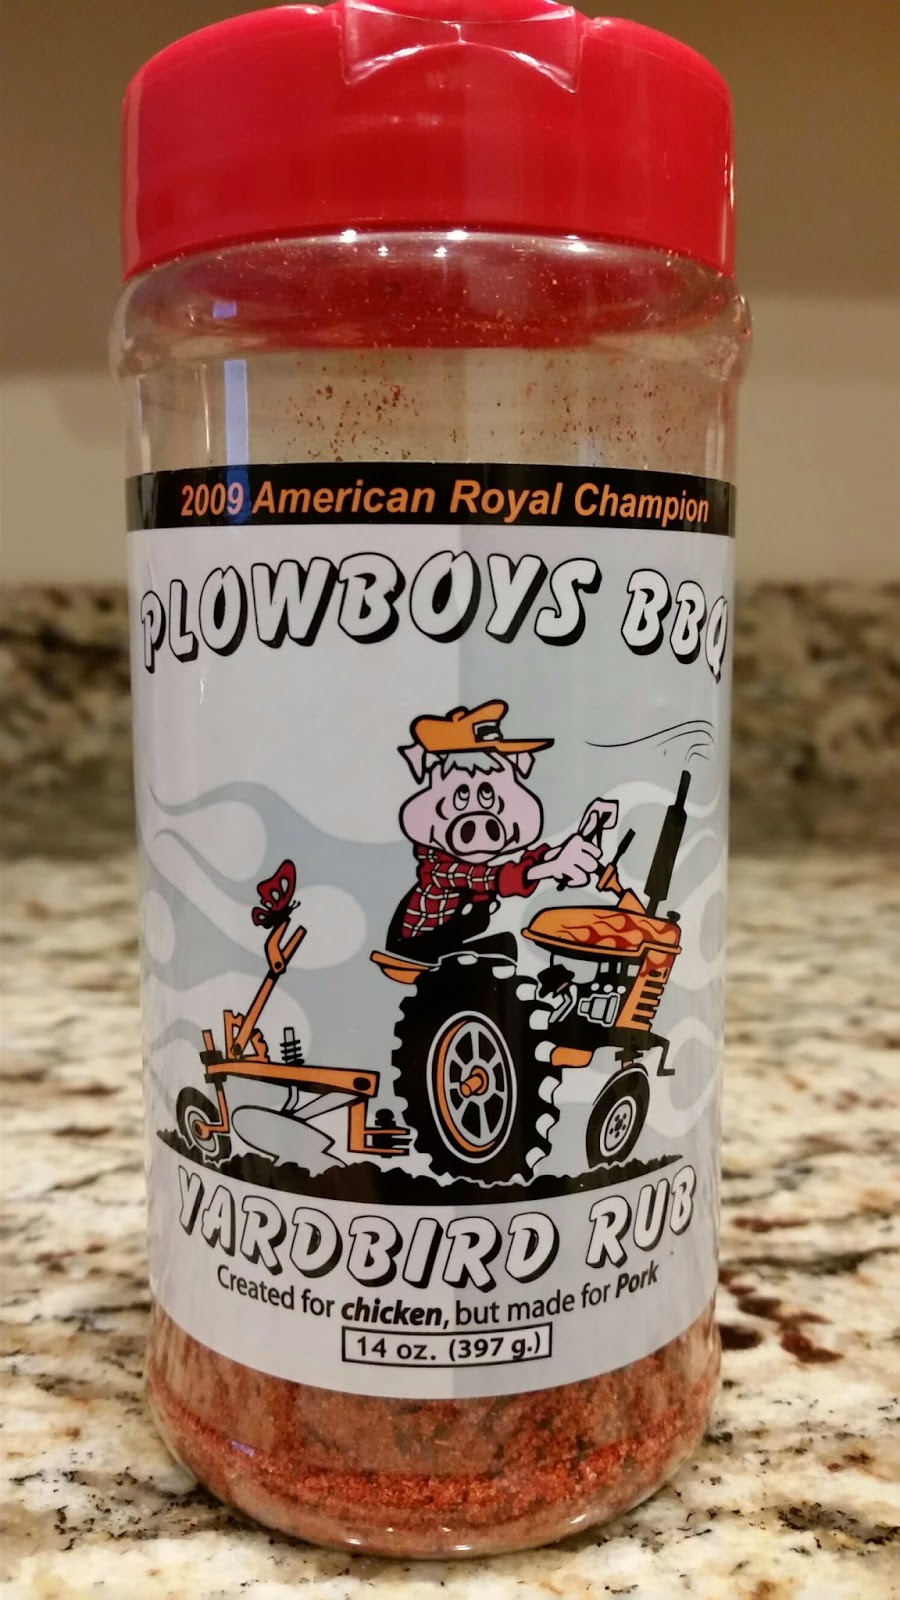 2009 American Royal Champion
PLOWBOYS BBQ
YARDBIRD RUB
Created for chicken, but made for Pork
14 oz. (397 g.)